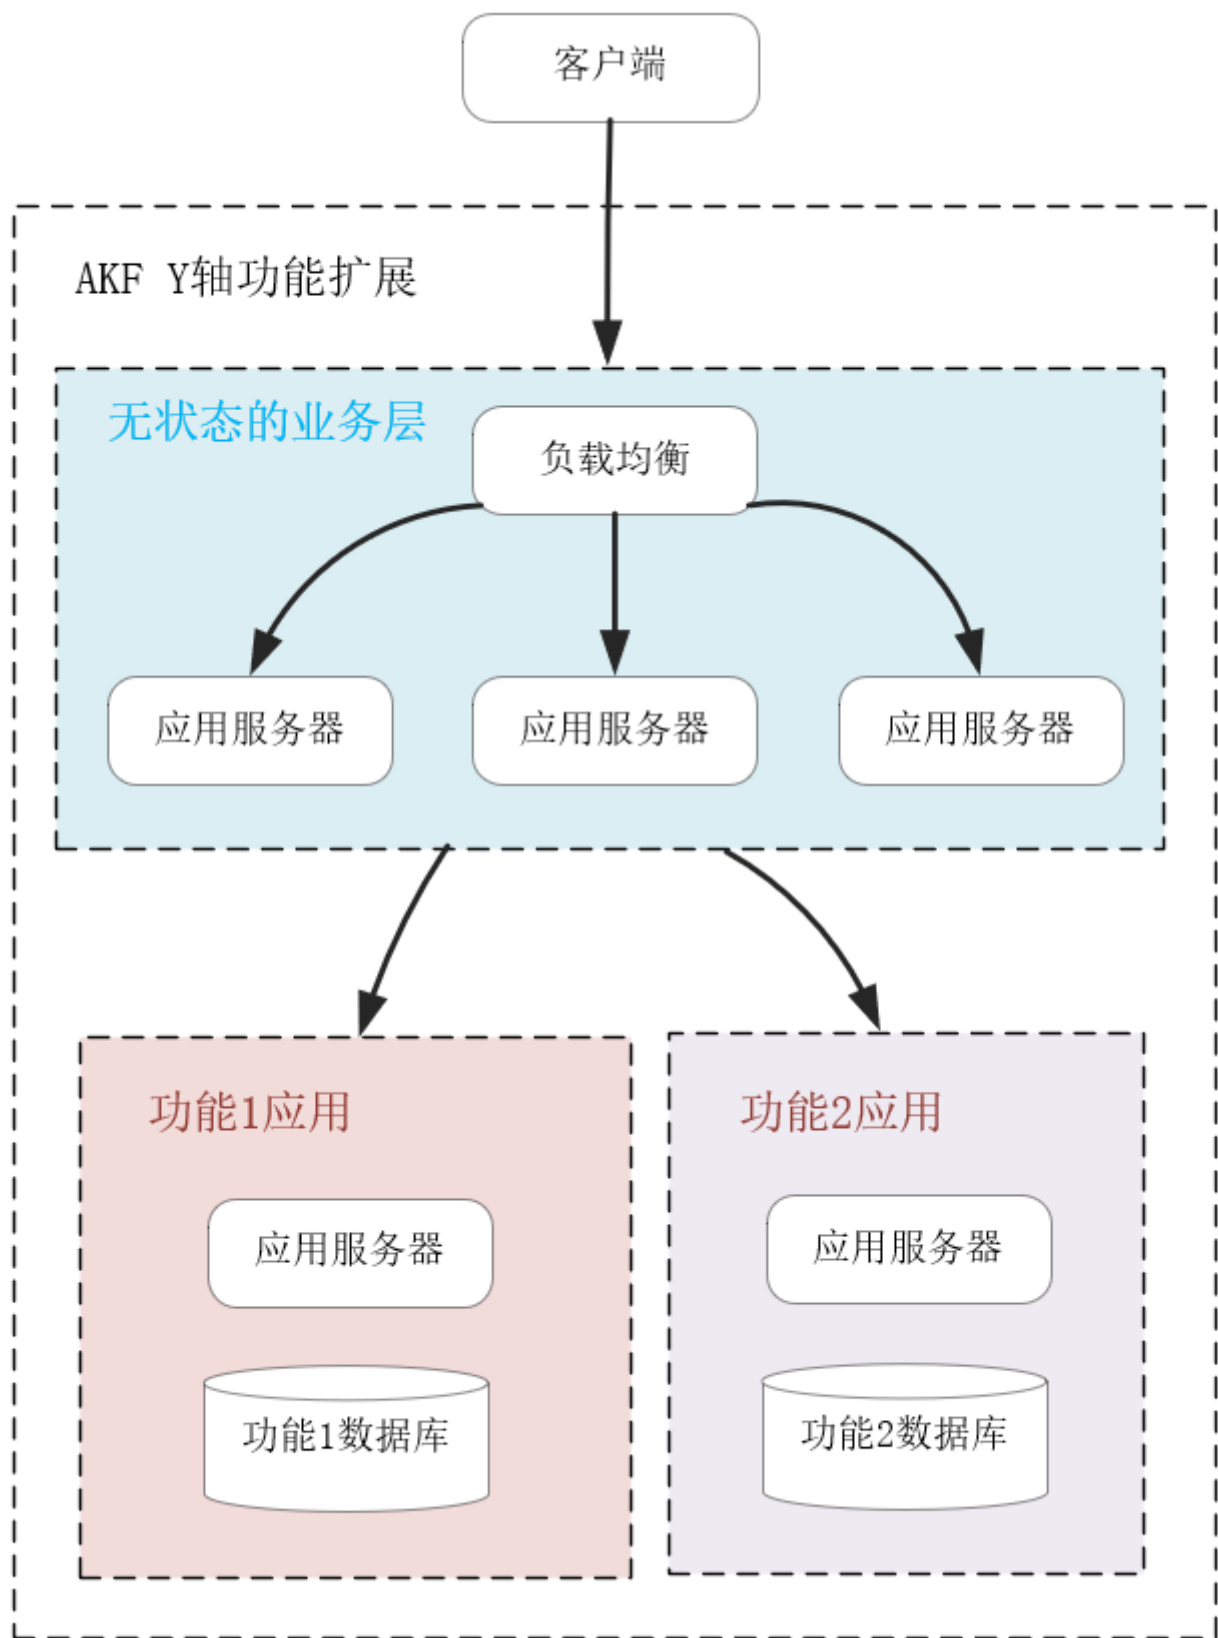 客户端
AKF Y轴功能扩展
无状态的业务层
负载均衡
应用服务器
应用服务器
应用服务器
功能1应用
功能2应用
应用服务器
应用服务器
功能1数据库
功能2数据库